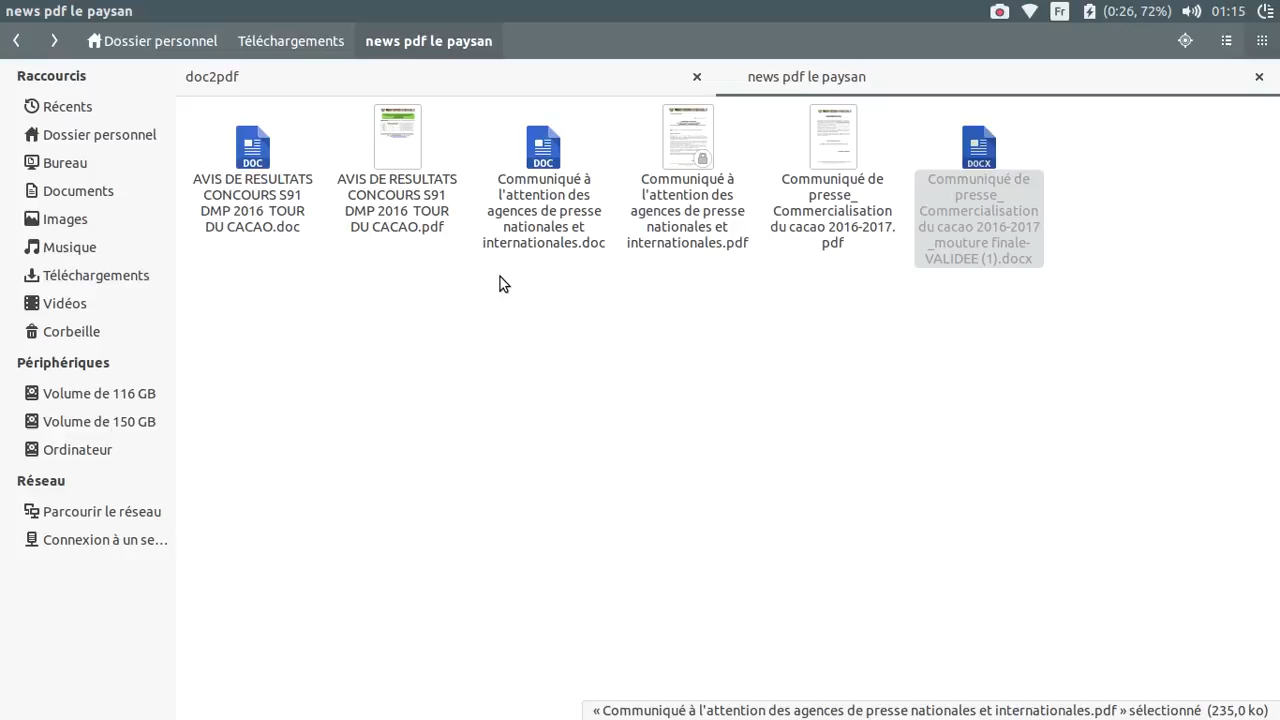 news pdf le paysan
Fr (0:26, 72%) 01:15
Dossier personnel Téléchargements news pdf le paysan
Raccourcis
Récents
Dossier personnel
Bureau
Documents
Images
Musique
Téléchargements
Vidéos
Corbeille
Périphériques
Volume de 116 GB
Volume de 150 GB
Ordinateur
Réseau
Parcourir le réseau
Connexion à un se...
doc2pdf
news pdf le paysan
DOC
AVIS DE RESULTATS
CONCOURS S91
DMP 2016 TOUR
DU CACAO.doc
AVIS DE RESULTATS
CONCOURS S91
DMP 2016 TOUR
DU CACAO.pdf
DOC
Communiqué à
l'attention des
agences de presse
nationales et
internationales.doc
Communiqué à
l'attention des
agences de presse
nationales et
internationales.pdf
Communiqué de
presse_
Commercialisation
du cacao 2016-2017.
pdf
DOCX
Communiqué de
presse_
Commercialisation
du cacao 2016-2017
_mouture finale-
VALIDEE (1).docx
« Communiqué à l'attention des agences de presse nationales et internationales.pdf » sélectionné (235,0 ko)